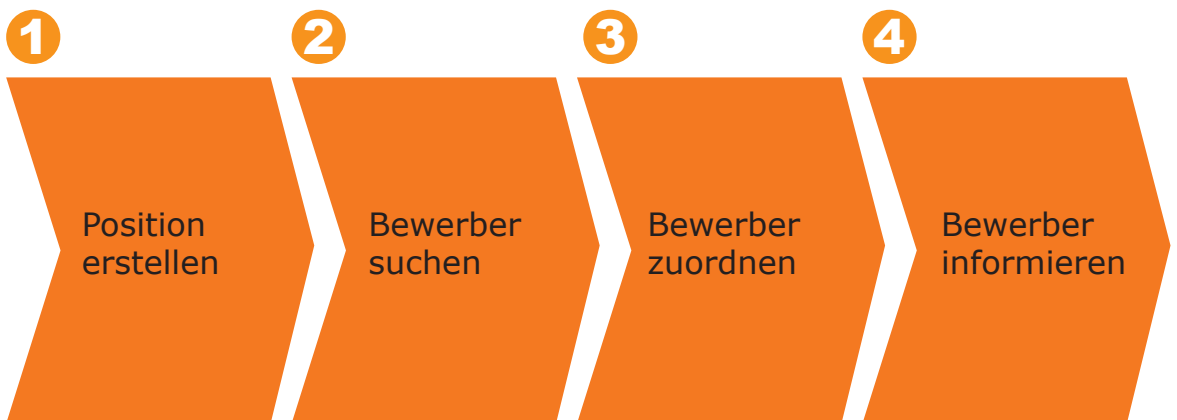 1
2
3
4
Position
erstellen
Bewerber
suchen
Bewerber
zuordnen
Bewerber
informieren